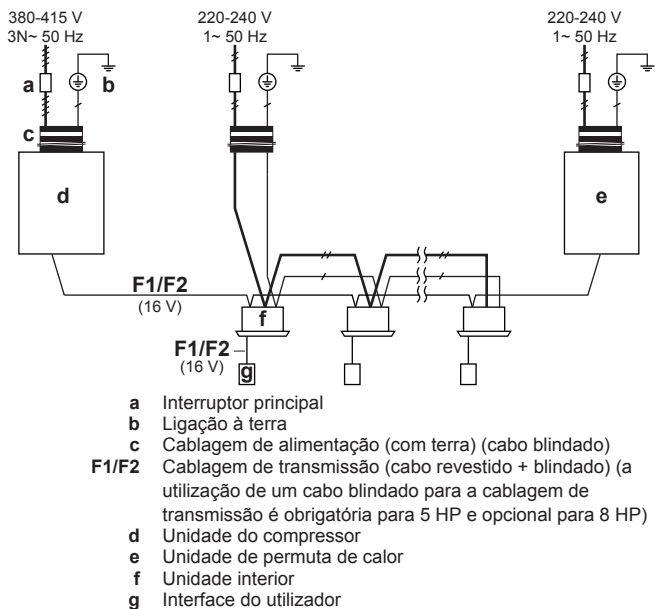 380-415 V
3N~ 50 Hz
220-240 V
1~ 50 Hz
220-240 V
1~ 50 Hz
a
b
c
d
e
F1/F2
(16 V)
f
F1/F2
(16 V)
g
a Interruptor principal
b Ligação à terra
c Cablagem de alimentação (com terra) (cabo blindado)
F1/F2 Cablagem de transmissão (cabo revestido + blindado) (a
utilização de um cabo blindado para a cablagem de
transmissão é obrigatória para 5 HP e opcional para 8 HP)
d Unidade do compressor
e Unidade de permuta de calor
f Unidade interior
g Interface do utilizador